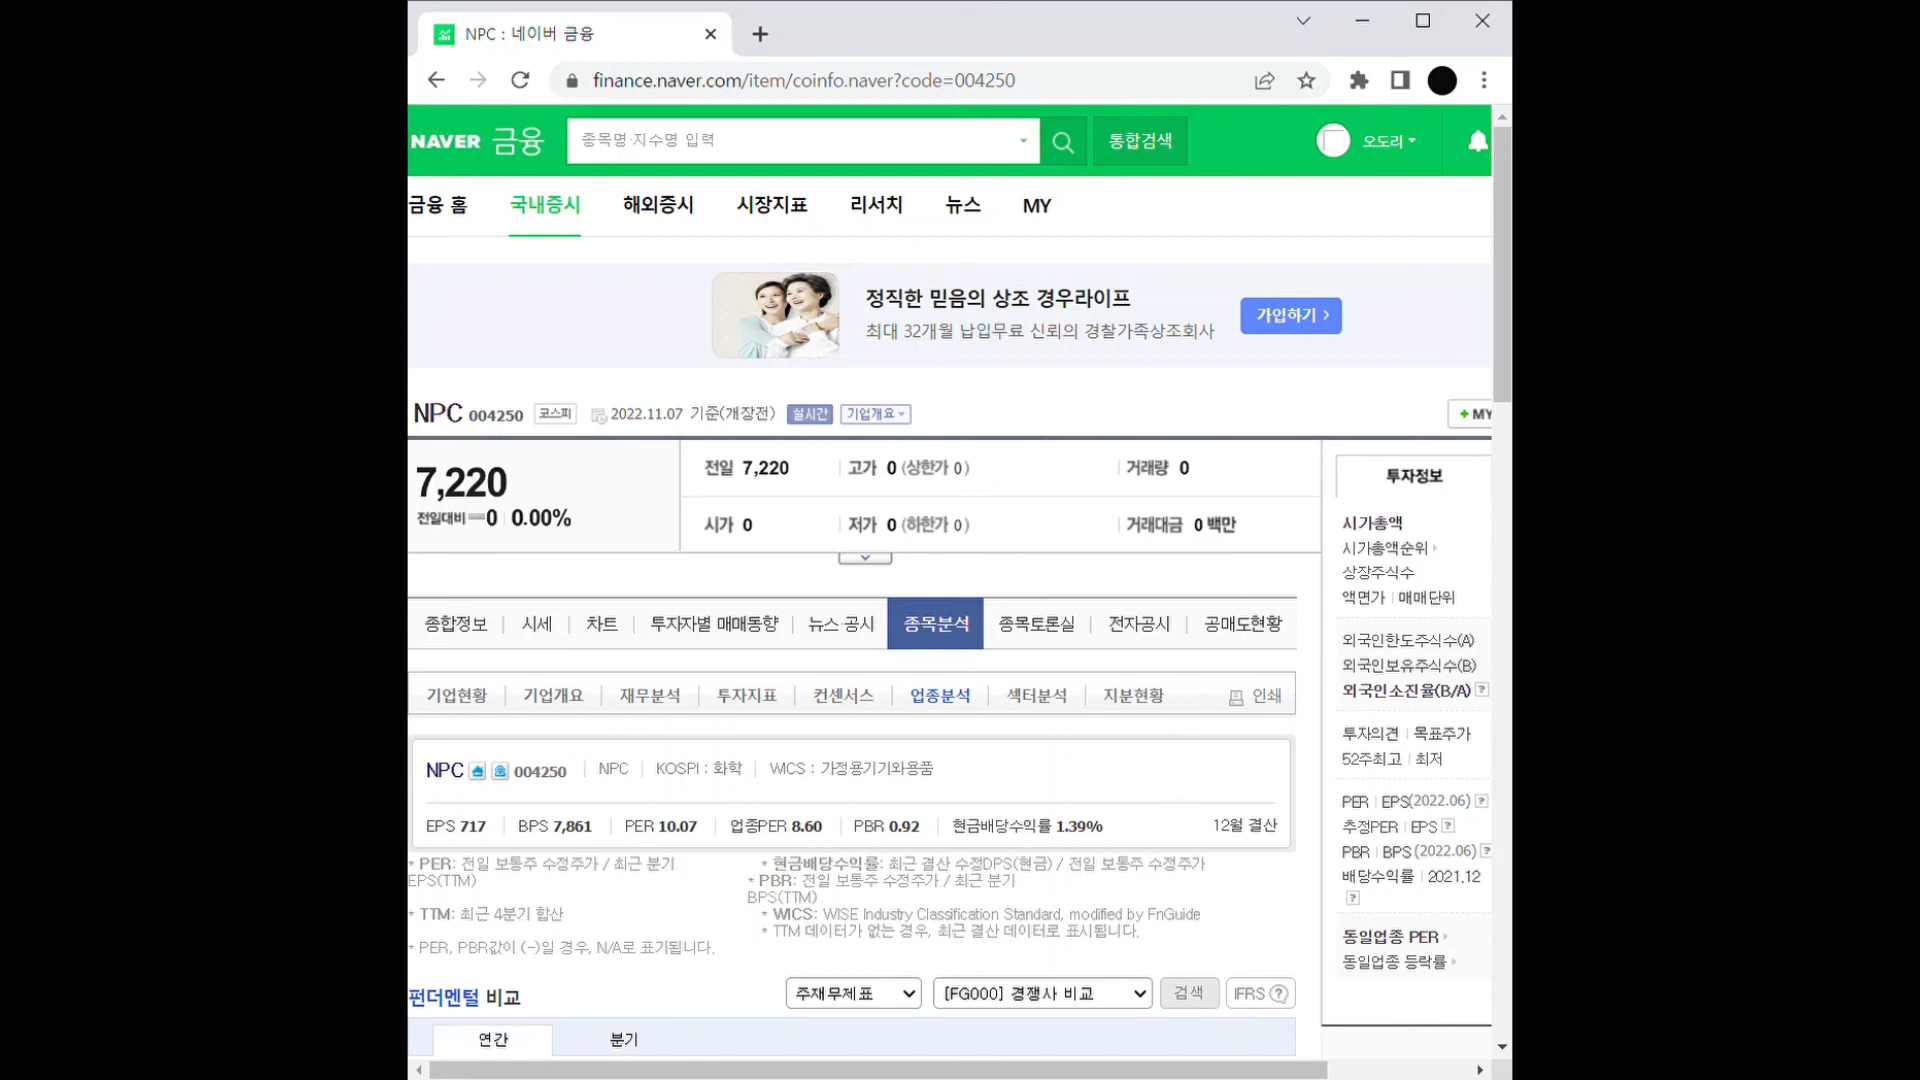 NPC : 네이버 금융
finance.naver.com/item/coinfo.naver?code=004250
NAVER 금융 종목명·지수명 입력 통합검색 오도리
금융 홈 국내증시 해외증시 시장지표 리서치 뉴스 MY
정직한 믿음의 상조 경우라이프
최대 32개월 납입무료 신뢰의 경찰가족상조회사
가입하기 >
NPC 004250 코스피 2022.11.07 기준(개장전) 실시간 기업개요 + MY
7,220
전일대비 0 0.00%
전일 7,220 고가 0 (상한가 0) 거래량 0
시가 0 저가 0 (하한가 0) 거래대금 0 백만
종합정보 시세 차트 투자자별 매매동향 뉴스·공시 종목분석 종목토론실 전자공시 공매도현황
기업현황 기업개요 재무분석 투자지표 컨센서스 업종분석 섹터분석 지분현황 인쇄
NPC 004250 NPC KOSPI : 화학 WICS : 가정용기기와용품
EPS 717 BPS 7,861 PER 10.07 업종PER 8.60 PBR 0.92 현금배당수익률 1.39% 12월 결산
* PER: 전일 보통주 수정주가 / 최근 분기
EPS(TTM)
* TTM: 최근 4분기 합산
* PER, PBR값이 (-)일 경우, N/A로 표기됩니다.
* 현금배당수익률: 최근 결산 수정DPS(현금) / 전일 보통주 수정주가
* PBR: 전일 보통주 수정주가 / 최근 분기
BPS(TTM)
* WICS: WISE Industry Classification Standard, modified by FnGuide
* TTM 데이터가 없는 경우, 최근 결산 데이터로 표시됩니다.
펀더멘털 비교 주재무제표 [FG000] 경쟁사 비교 검색 IFRS ?
연간 분기
투자정보
시가총액
시가총액순위
상장주식수
액면가 매매단위
외국인한도주식수(A)
외국인보유주식수(B)
외국인소진율(B/A) ?
투자의견 목표주가
52주최고 최저
PER EPS(2022.06) ?
추정PER EPS ?
PBR BPS (2022.06) ?
배당수익률 2021.12
?
동일업종 PER
동일업종 등락률